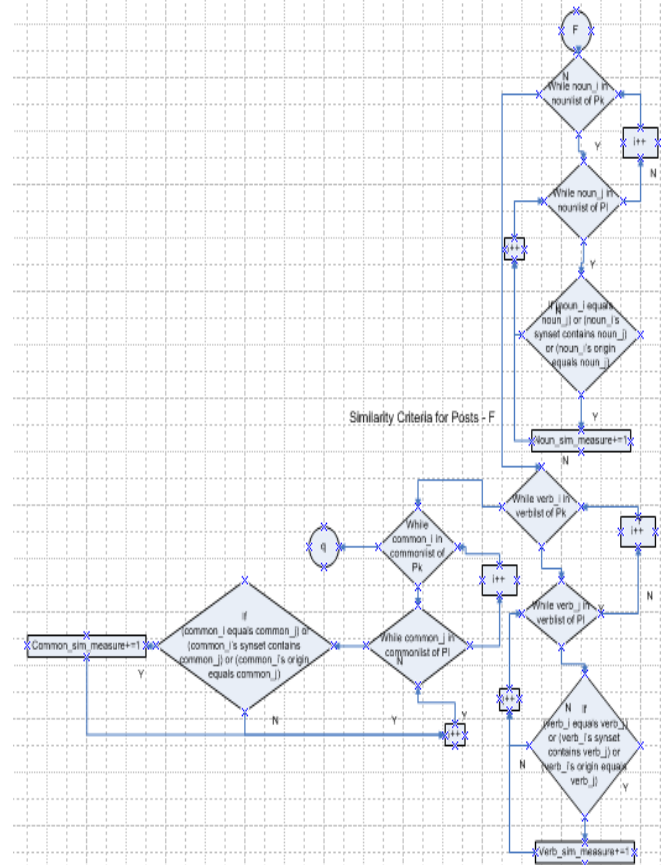 F
N
While noun_i in
nounlist of Pk
i++
Y
N
While noun_j in
nounlist of Pl
Y
If (noun_i equals
N
noun_j) or (noun_i's
synset contains noun_j)
or (noun_i's origin
equals noun_j)
Y
Similarity Criteria for Posts - F
Noun_sim_measure+=1
N
While verb_i in
verblist of Pk
i++
While
common_i in
commonlist of
Pk
q
i++
N
While verb_j in
verblist of Pl
If
(common_i equals common_j) or
(common_i's synset contains
common_j) or (common_i's origin
equals common_j)
Common_sim_measure+=1
While common_j in
commonlist of Pl
N
Y
N
Y
Y
N
If
(verb_i equals verb_j)
or (verb_i's synset
contains verb_j) or
(verb_i's origin equals
verb_j)
N
Y
Verb_sim_measure+=1